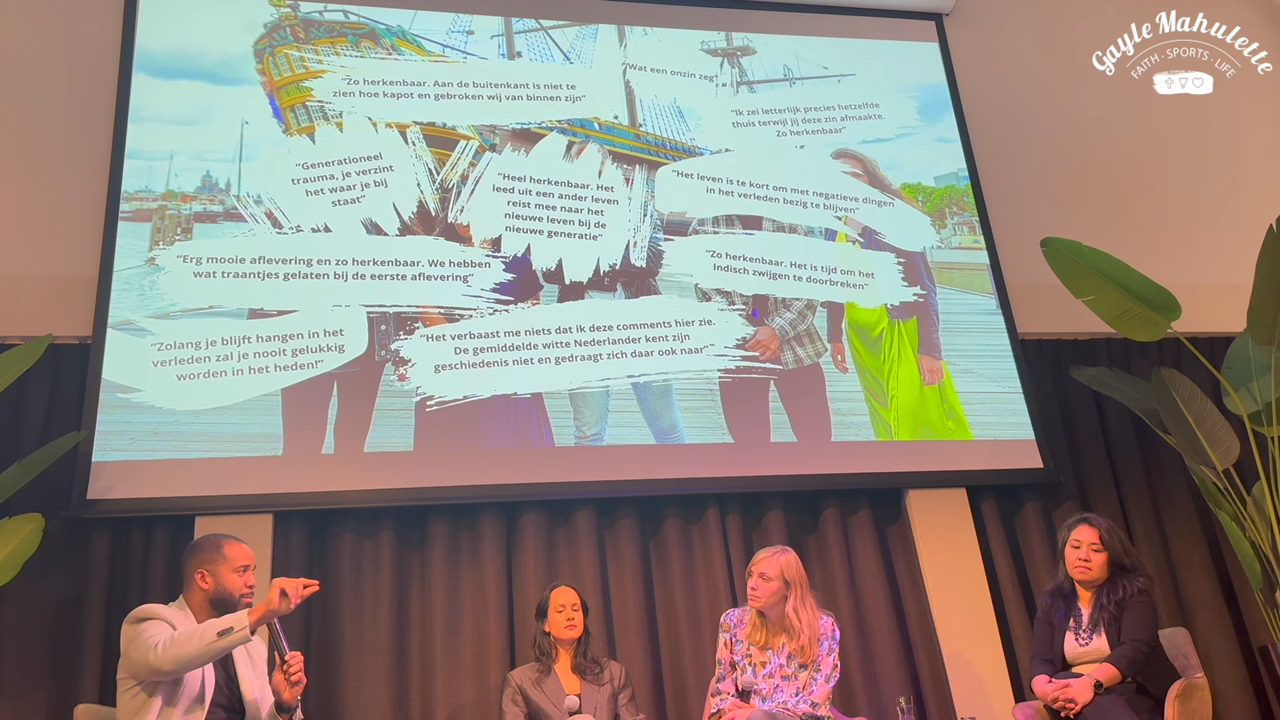 Gayle Mahulette
FAITH · SPORTS · LIFE
“Zo herkenbaar. Aan de buitenkant is niet te
zien hoe kapot en gebroken wij van binnen zijn”
“Wat een onzin zeg”
“Ik zei letterlijk precies hetzelfde
thuis terwijl jij deze zin afmaakte.
Zo herkenbaar”
“Generationeel
trauma, je verzint
het waar je bij
staat”
“Heel herkenbaar. Het
leed uit een ander leven
reist mee naar het
nieuwe leven bij de
nieuwe generatie”
“Het leven is te kort om met negatieve dingen
in het verleden bezig te blijven”
“Erg mooie aflevering en zo herkenbaar. We hebben
wat traantjes gelaten bij de eerste aflevering”
“Zo herkenbaar. Het is tijd om het
Indisch zwijgen te doorbreken”
“Zolang je blijft hangen in het
verleden zal je nooit gelukkig
worden in het heden!”
“Het verbaast me niets dat ik deze comments hier zie.
De gemiddelde witte Nederlander kent zijn
geschiedenis niet en gedraagt zich daar ook naar”